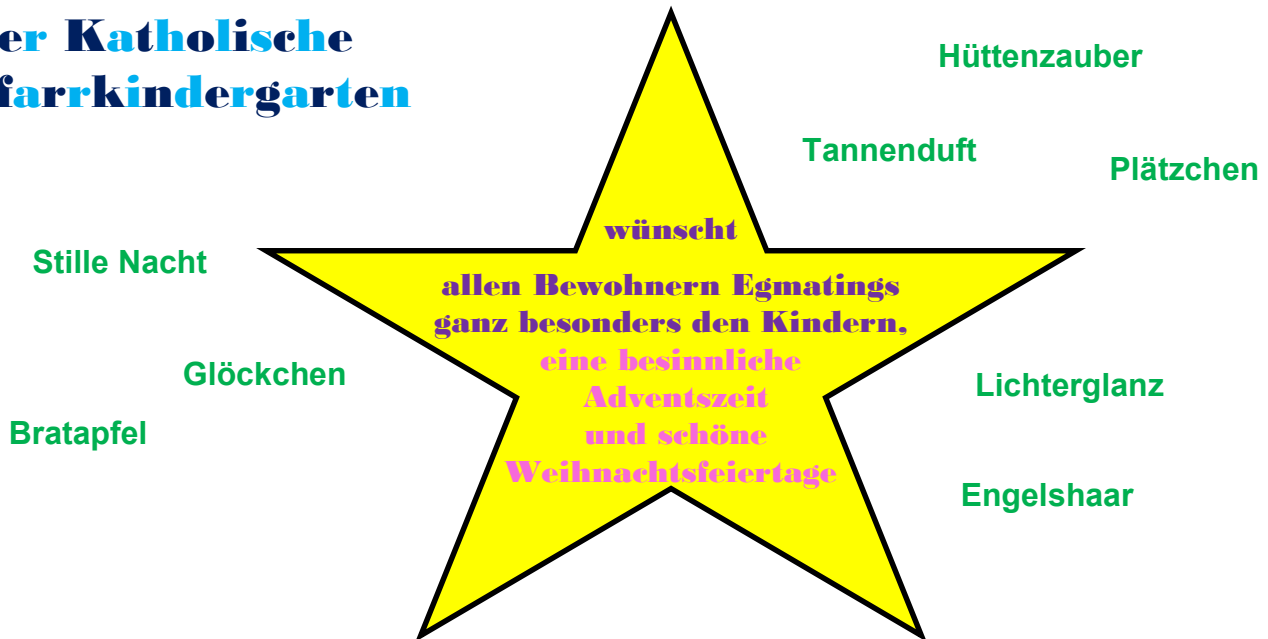 er Katholische
farrkindergarten
Hüttenzauber
Tannenduft
Plätzchen
wünscht
Stille Nacht
allen Bewohnern Egmatings
ganz besonders den Kindern,
eine besinnliche
Glöckchen
Adventszeit
Lichterglanz
Bratapfel
und schöne
Weihnachtsfeiertage
Engelshaar